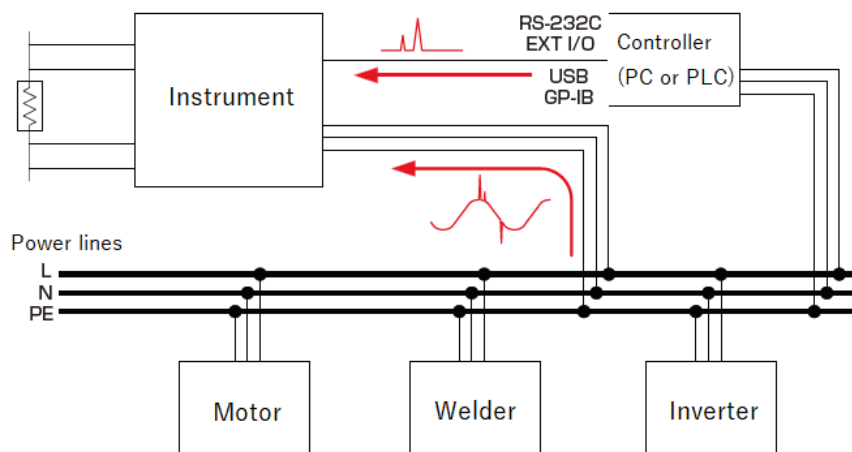 RS-232C
EXT I/O
Controller
(PC or PLC)
USB
GP-IB
Instrument
Power lines
L
N
PE
Motor
Welder
Inverter